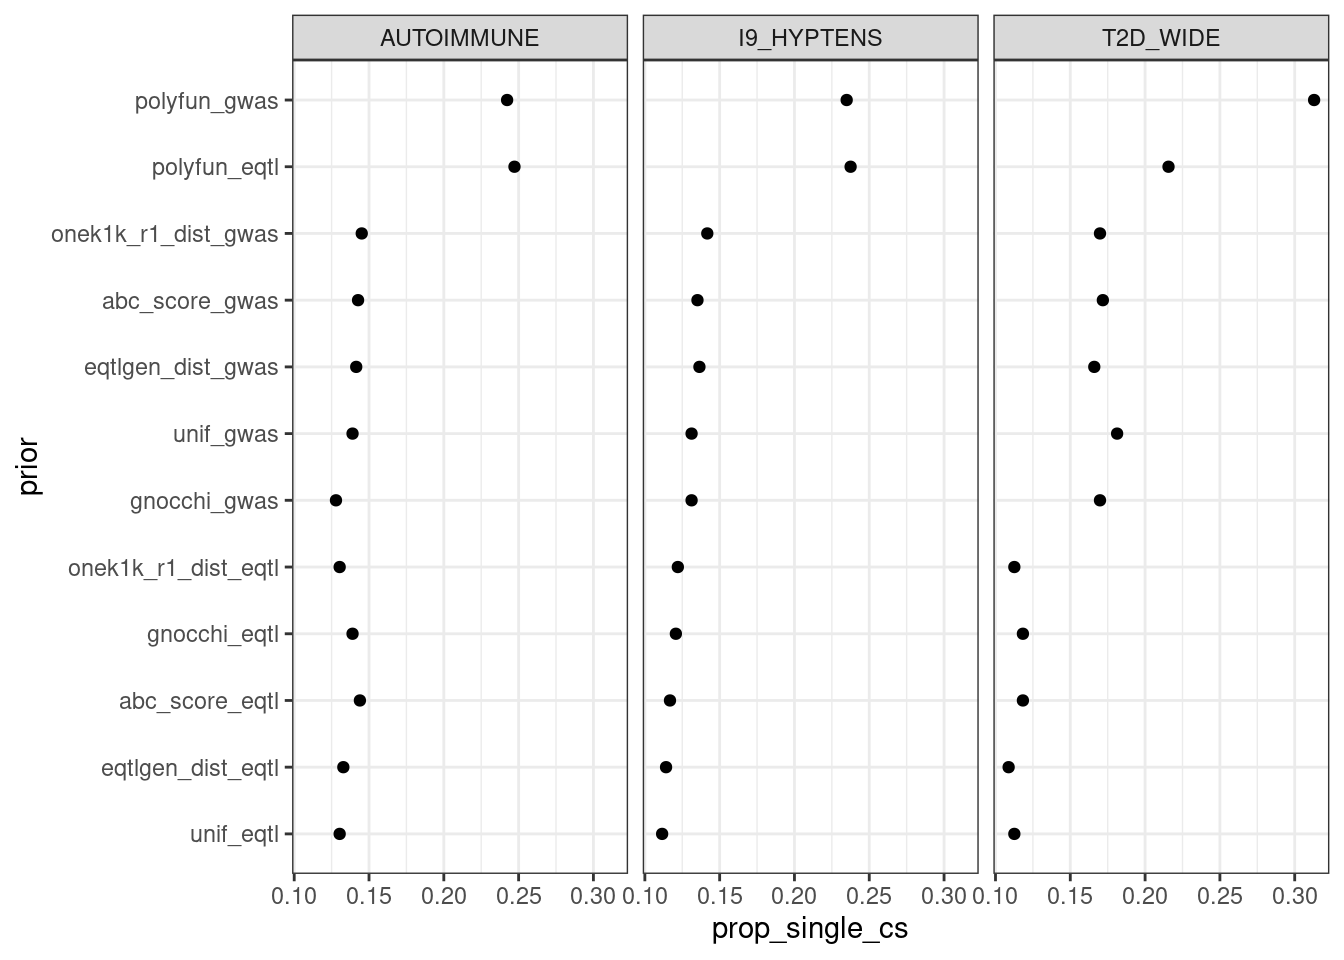 AUTOIMMUNE I9_HYPTENS T2D_WIDE
polyfun_gwas
polyfun_eqtl
onek1k_r1_dist_gwas
abc_score_gwas
eqtlgen_dist_gwas
unif_gwas
gnocchi_gwas
onek1k_r1_dist_eqtl
gnocchi_eqtl
abc_score_eqtl
eqtlgen_dist_eqtl
unif_eqtl
prior
0.10 0.15 0.20 0.25 0.30 0.10 0.15 0.20 0.25 0.30 0.10 0.15 0.20 0.25 0.30
prop_single_cs